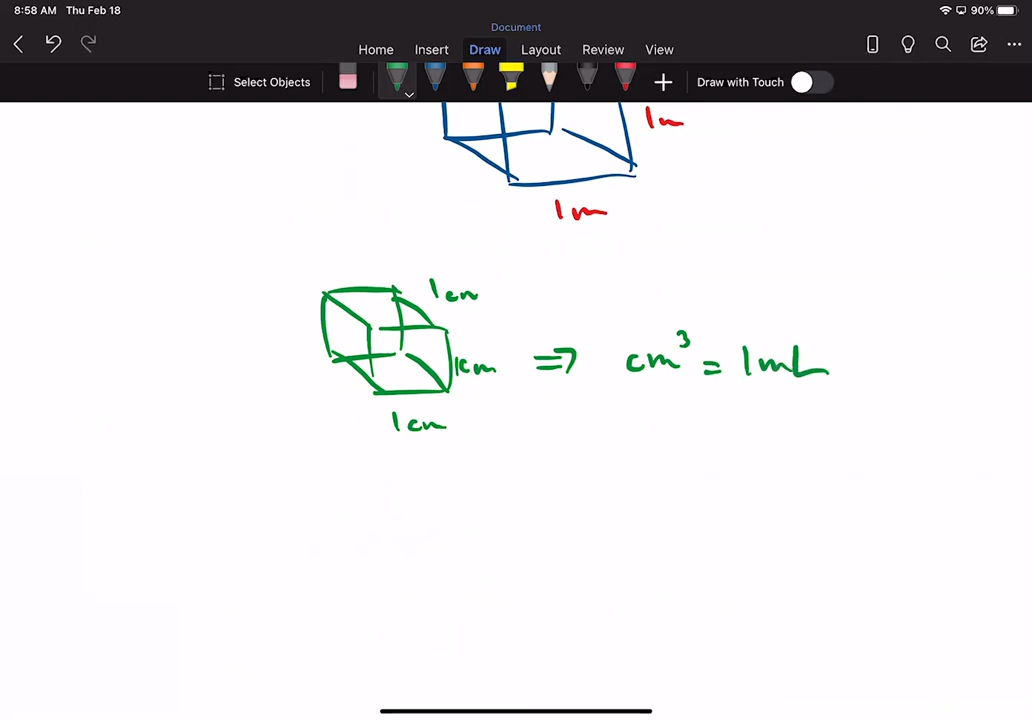 8:58 AM Thu Feb 18
90%
Document
Home Insert Draw Layout Review View
Select Objects
Draw with Touch
1m
1m
1cm
1cm
1cm
⇒ cm³ = 1mL